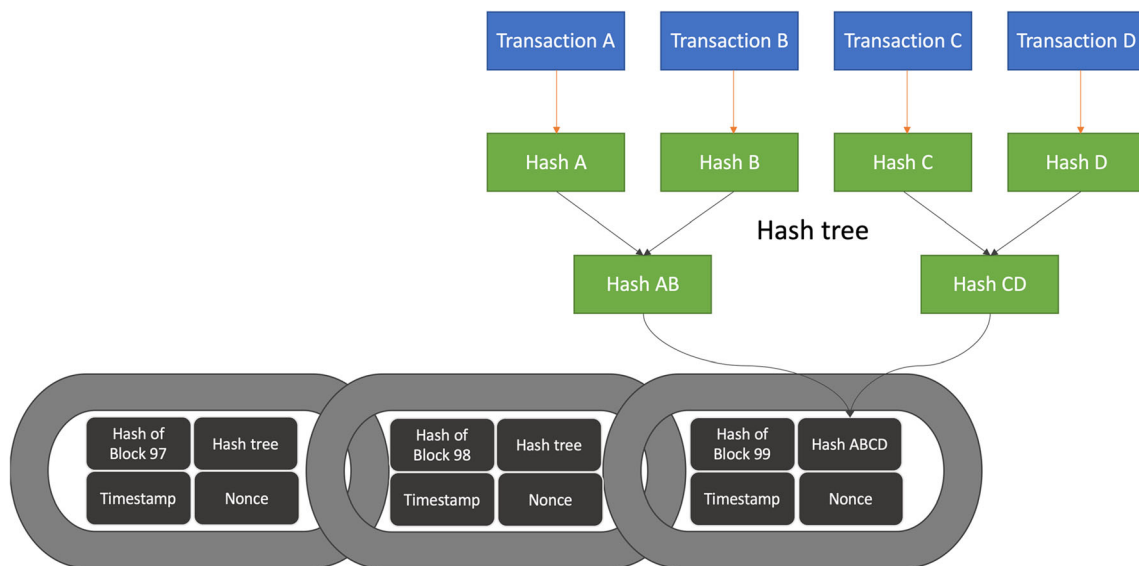 Transaction A
Transaction B
Transaction C
Transaction D
Hash A
Hash B
Hash C
Hash D
Hash tree
Hash AB
Hash CD
Hash of
Block 97
Hash tree
Timestamp
Nonce
Hash of
Block 98
Hash tree
Timestamp
Nonce
Hash of
Block 99
Hash ABCD
Timestamp
Nonce